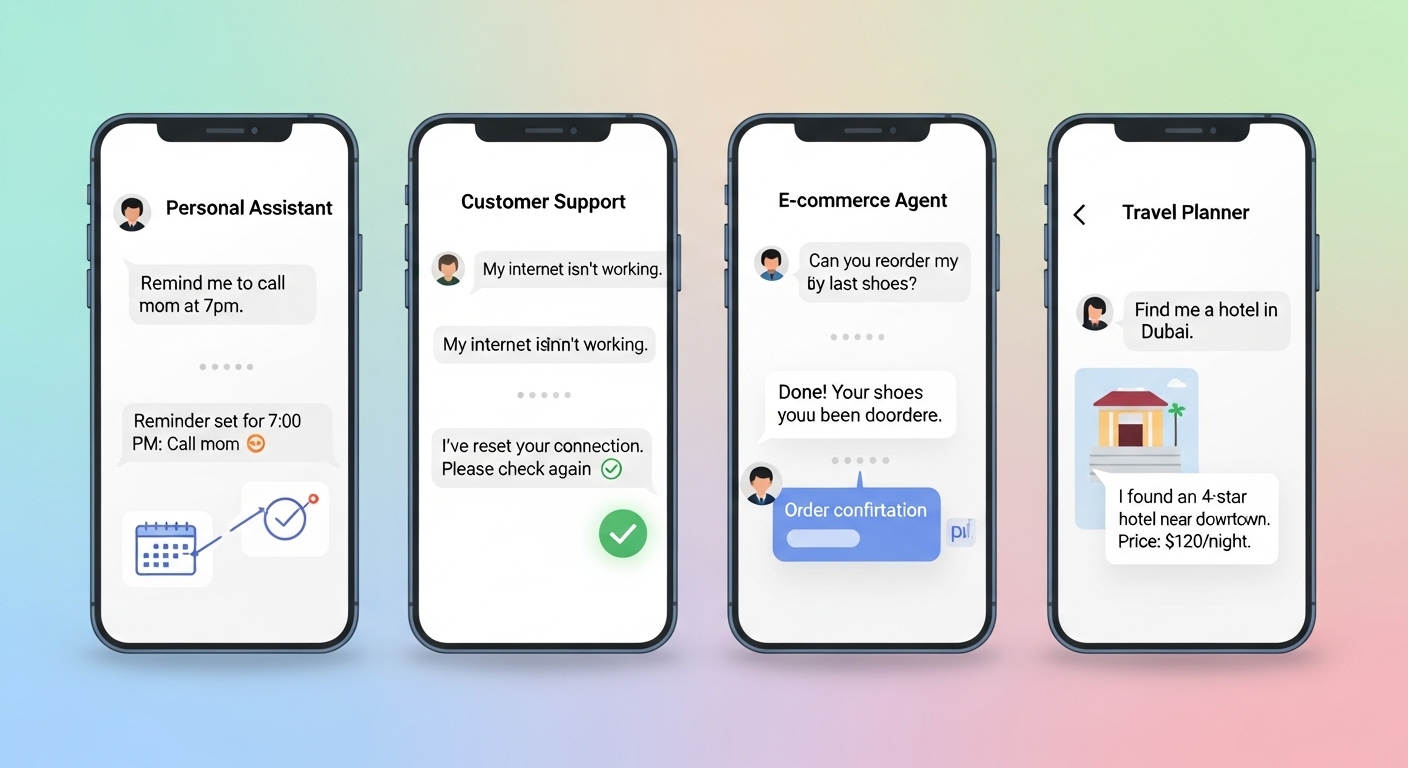 Personal Assistant
Remind me to call
mom at 7pm.
Reminder set for 7:00
PM: Call mom
Customer Support
My internet isn't working.
My internet isínn't working.
I've reset your connection.
Please check again
E-commerce Agent
Can you reorder my
by last shoes?
Done! Your shoes
youu been doordere.
Order confirtation
Travel Planner
Find me a hotel in
Dubai.
I found an 4-star
hotel near dowrtown.
Price: $120/night.